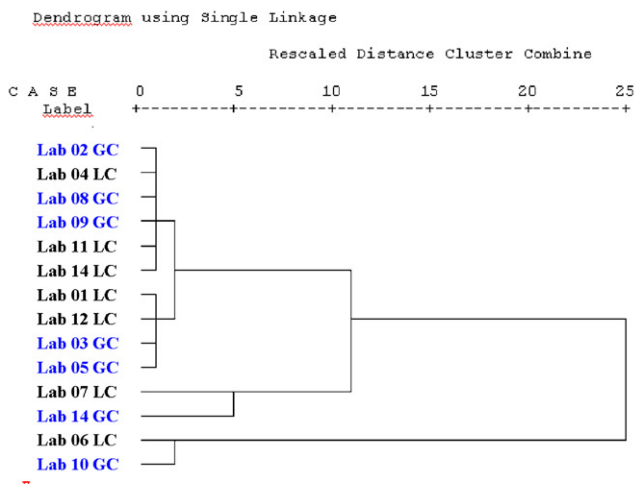 Dendrogram using Single Linkage
Rescaled Distance Cluster Combine
C A S E 0 5 10 15 20 25
Label
Lab 02 GC
Lab 04 LC
Lab 08 GC
Lab 09 GC
Lab 11 LC
Lab 14 LC
Lab 01 LC
Lab 12 LC
Lab 03 GC
Lab 05 GC
Lab 07 LC
Lab 14 GC
Lab 06 LC
Lab 10 GC